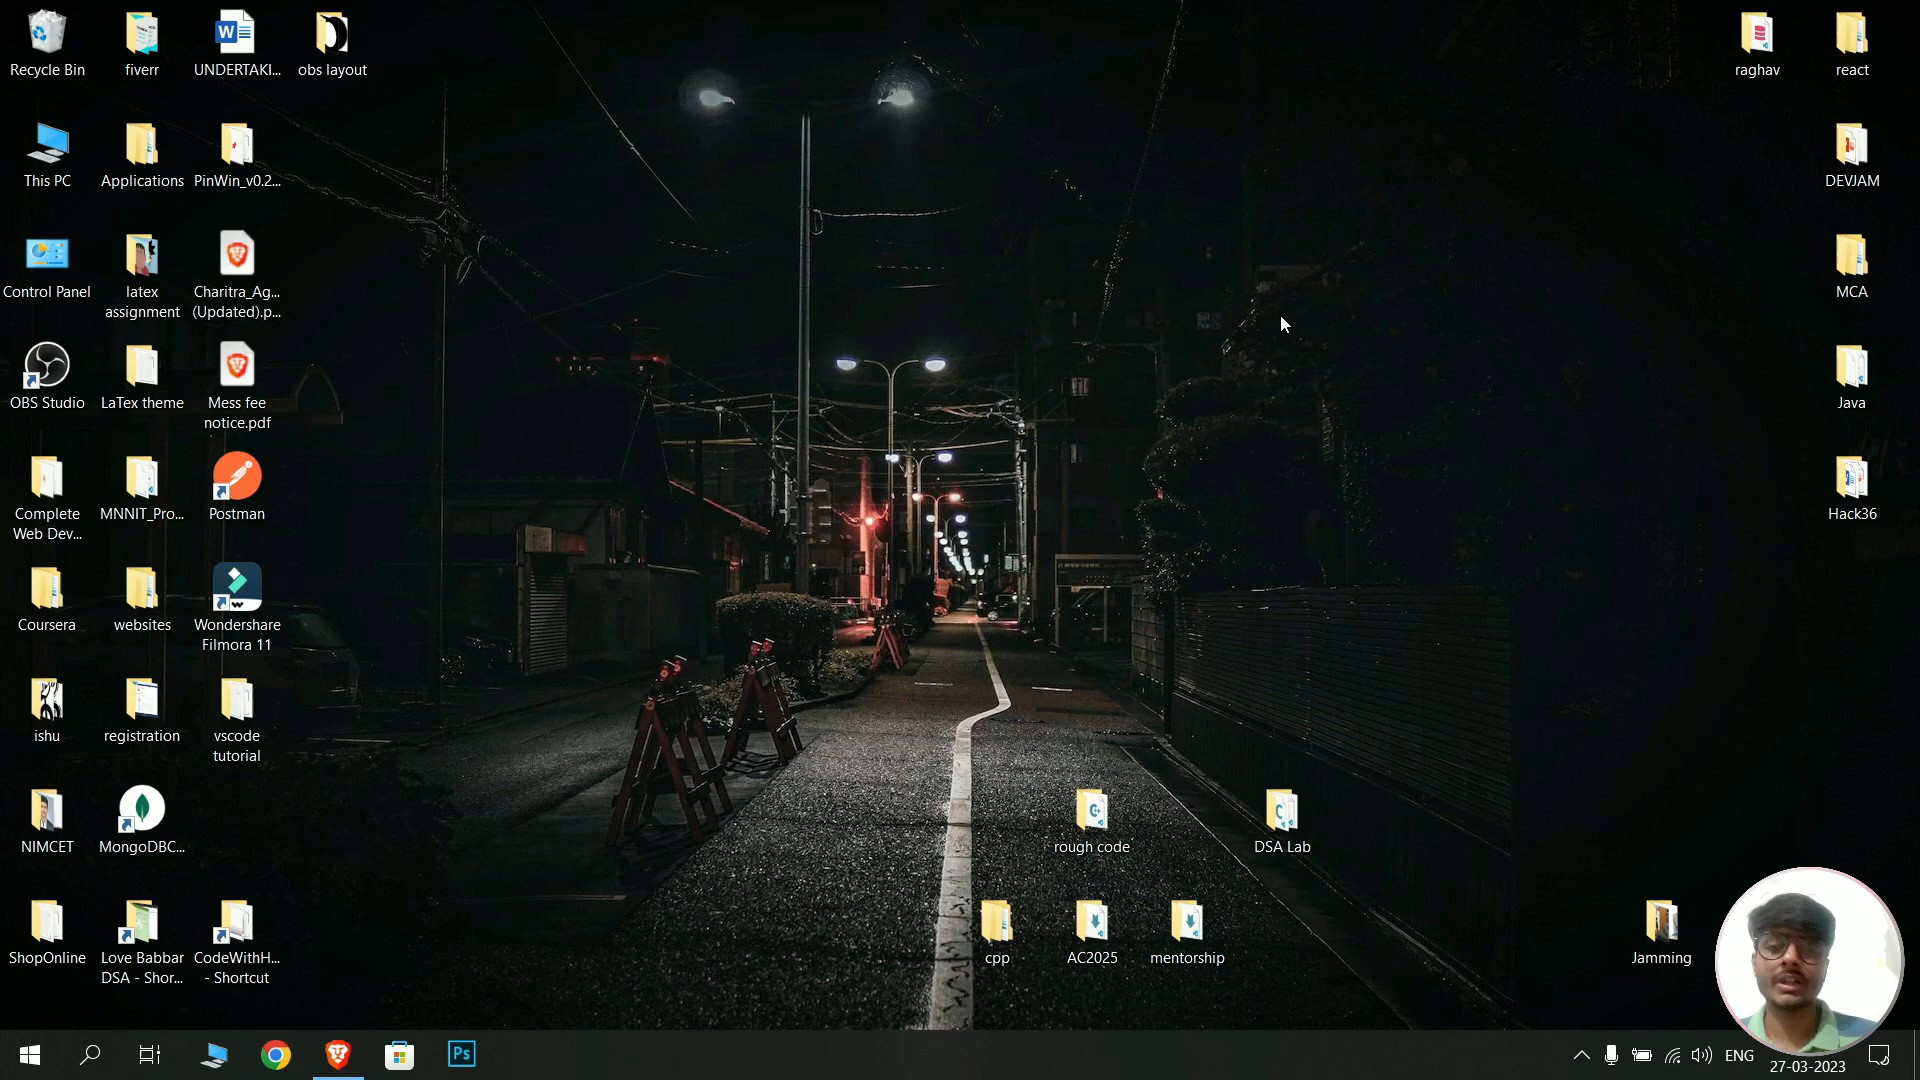 Recycle Bin
fiverr
UNDERTAKI...
obs layout
raghav
react
This PC
Applications
PinWin_v0.2...
DEVJAM
Control Panel
latex
assignment
Charitra_Ag...
(Updated).p...
MCA
OBS Studio
LaTex theme
Mess fee
notice.pdf
Java
Complete
Web Dev...
MNNIT_Pro...
Postman
Hack36
Coursera
websites
Wondershare
Filmora 11
ishu
registration
vscode
tutorial
NIMCET
MongoDBC...
rough code
DSA Lab
ShopOnline
Love Babbar
DSA - Shor...
CodeWithH...
- Shortcut
cpp
AC2025
mentorship
Jamming
Ps
ENG
27-03-2023